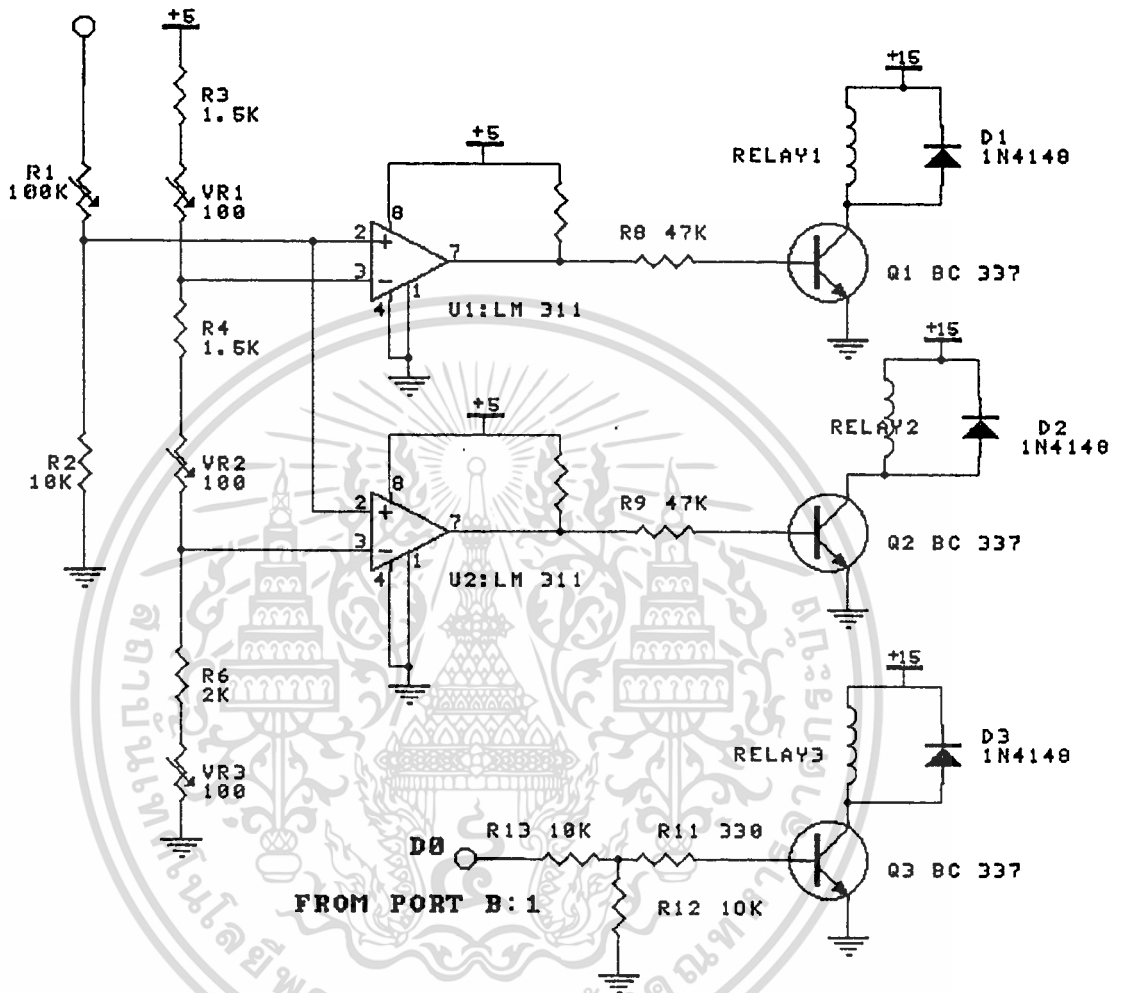 +5
R3
1.5K
R1
100K
VR1
100
+5
8
2
+
3
-
7
4
1
U1:LM 311
R8 47K
RELAY1
+15
D1
1N4148
Q1 BC 337
R4
1.5K
R2
10K
VR2
100
+5
8
2
+
3
-
7
4
1
U2:LM 311
R9 47K
RELAY2
+15
D2
1N4148
Q2 BC 337
R6
2K
VR3
100
+15
RELAY3
D3
1N4148
D0
R13 10K
R11 330
Q3 BC 337
FROM PORT B:1
R12 10K